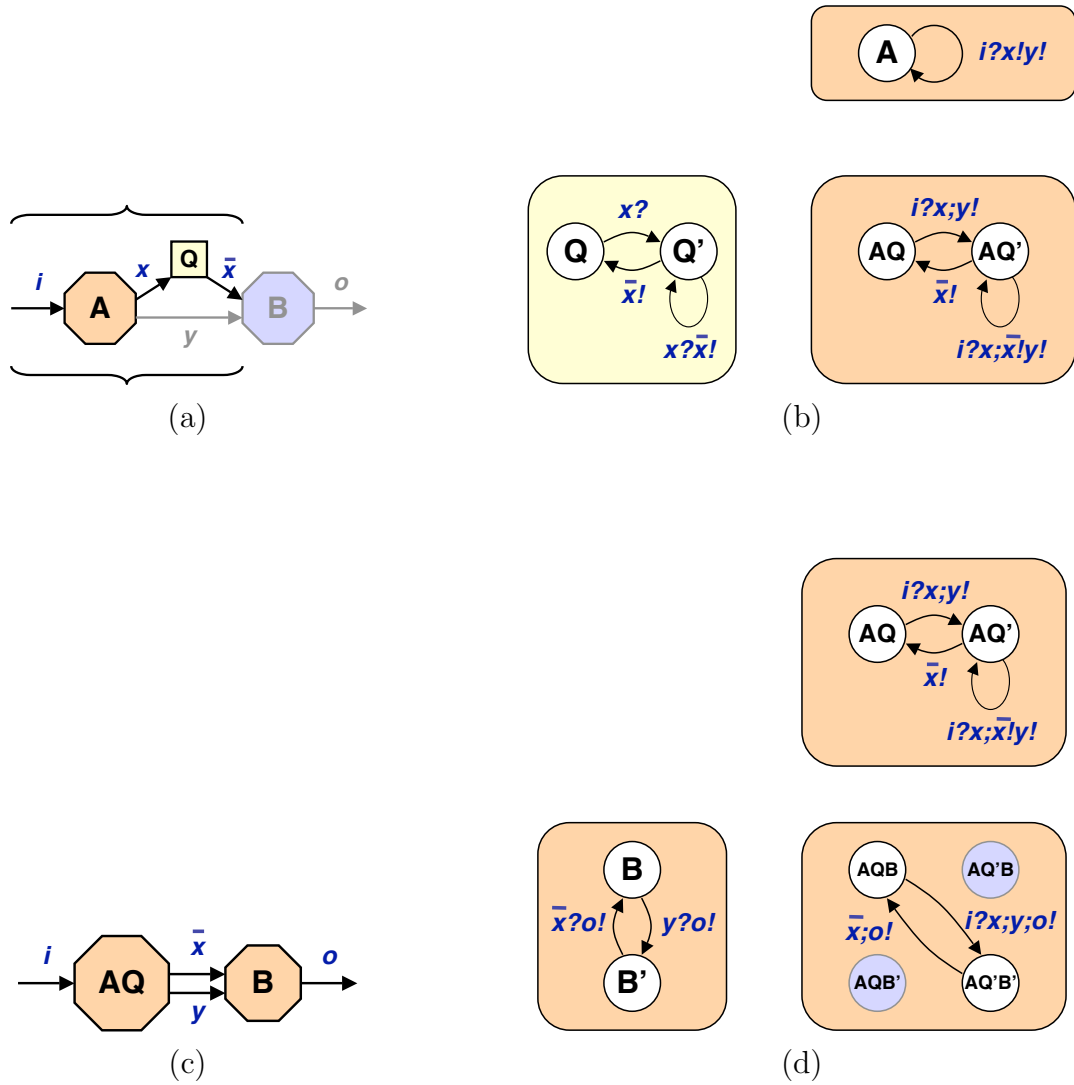 A
i?x!y!
i
A
x
Q
x̄
y
B
o
x?
Q
Q'
x̄!
x?x̄!
i?x;y!
AQ
AQ'
x̄!
i?x;x̄!y!
(a)
(b)
i?x;y!
AQ
AQ'
x̄!
i?x;x̄!y!
i
AQ
x̄
y
B
o
B
x̄?o!
y?o!
B'
AQB
AQ'B
x̄;o!
i?x;y;o!
AQB'
AQ'B'
(c)
(d)